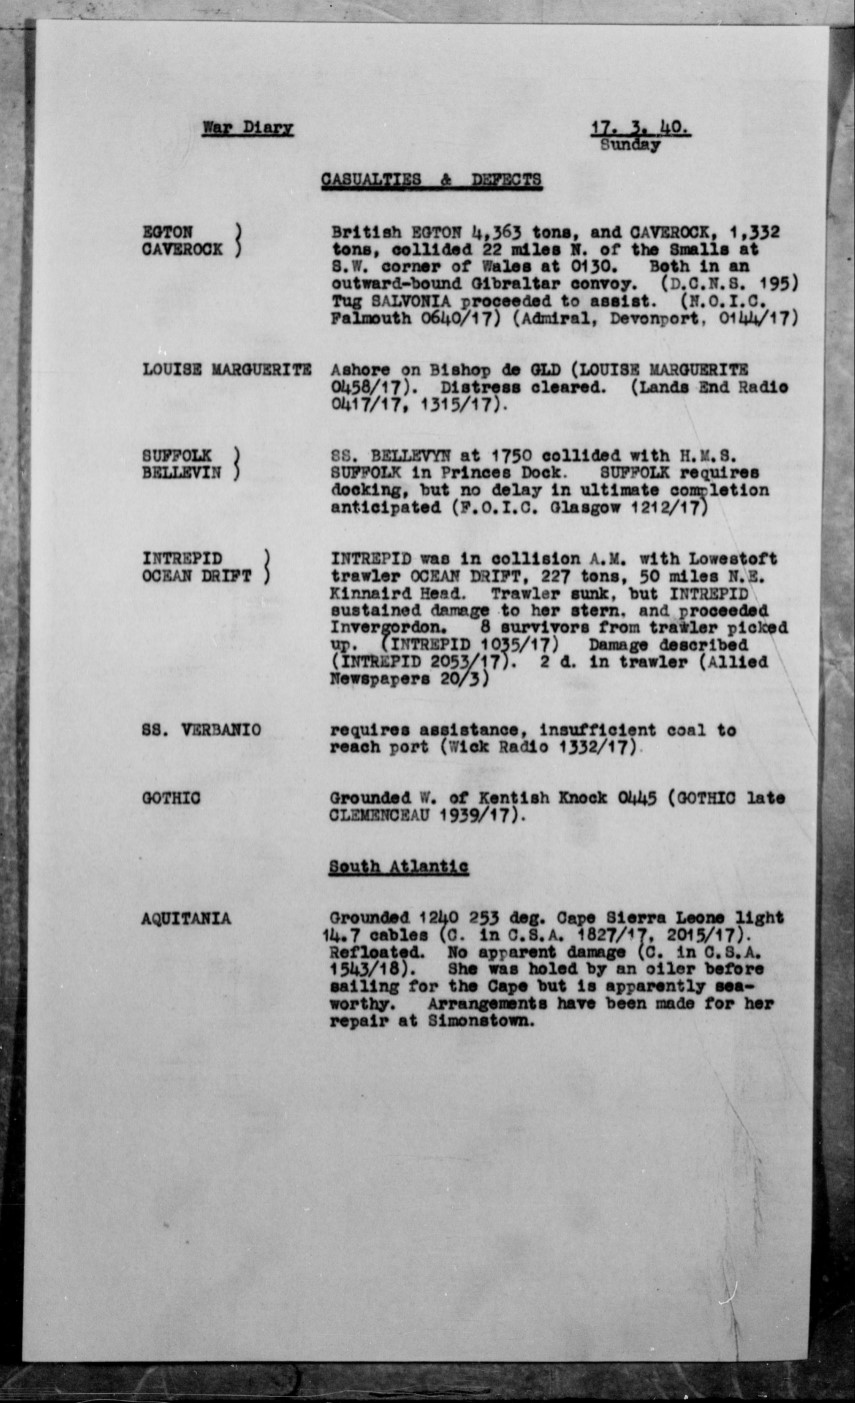 War Diary 17. 3. 40.
Sunday
CASUALTIES & DEFECTS
EGTON ) British EGTON 4,363 tons, and CAVEROCK, 1,332
CAVEROCK ) tons, collided 22 miles N. of the Smalls at
S.W. corner of Wales at 0130. Both in an
outward-bound Gibraltar convoy. (D.C.N.S. 195)
Tug SALVONIA proceeded to assist. (N.O.I.C.
Falmouth 0640/17) (Admiral, Devonport, 0144/17)
LOUISE MARGUERITE Ashore on Bishop de GLD (LOUISE MARGUERITE
0458/17). Distress cleared. (Lands End Radio
0417/17, 1315/17).
SUFFOLK ) SS. BELLEVYN at 1750 collided with H.M.S.
BELLEVIN ) SUFFOLK in Princes Dock. SUFFOLK requires
docking, but no delay in ultimate completion
anticipated (F.O.I.C. Glasgow 1212/17)
INTREPID ) INTREPID was in collision A.M. with Lowestoft
OCEAN DRIFT ) trawler OCEAN DRIFT, 227 tons, 50 miles N.E.
Kinnaird Head. Trawler sunk, but INTREPID
sustained damage to her stern. and proceeded
Invergordon. 8 survivors from trawler picked
up. (INTREPID 1035/17) Damage described
(INTREPID 2053/17). 2 d. in trawler (Allied
Newspapers 20/3)
SS. VERBANIO requires assistance, insufficient coal to
reach port (Wick Radio 1332/17).
GOTHIC Grounded W. of Kentish Knock 0445 (GOTHIC late
CLEMENCEAU 1939/17).
South Atlantic
AQUITANIA Grounded 1240 253 deg. Cape Sierra Leone light
14.7 cables (C. in C.S.A. 1827/17, 2015/17).
Refloated. No apparent damage (C. in C.S.A.
1543/18). She was holed by an oiler before
sailing for the Cape but is apparently sea-
worthy. Arrangements have been made for her
repair at Simonstown.